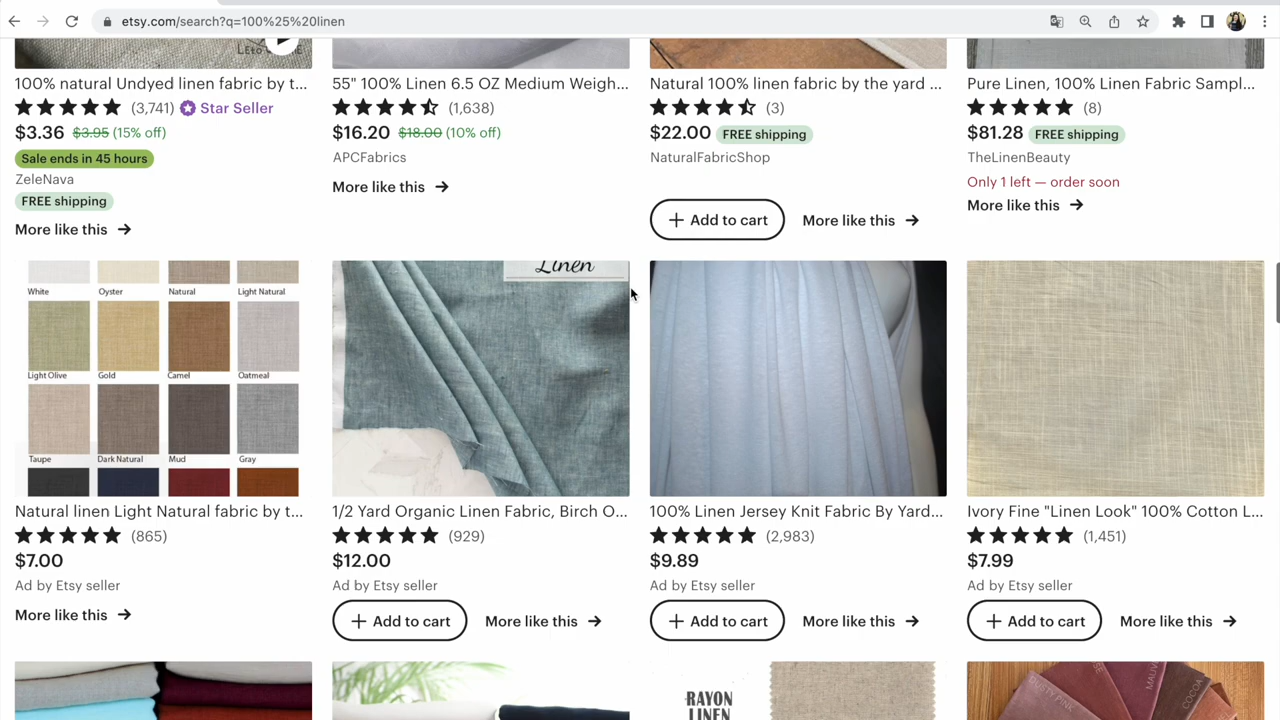 etsy.com/search?q=100%25%20linen
100% natural Undyed linen fabric by t...
(3,741) Star Seller
$3.36 $3.95 (15% off)
Sale ends in 45 hours
ZeleNava
FREE shipping
More like this →
55" 100% Linen 6.5 OZ Medium Weigh...
(1,638)
$16.20 $18.00 (10% off)
APCFabrics
More like this →
Natural 100% linen fabric by the yard ...
(3)
$22.00 FREE shipping
NaturalFabricShop
+ Add to cart More like this →
Pure Linen, 100% Linen Fabric Sampl...
(8)
$81.28 FREE shipping
TheLinenBeauty
Only 1 left — order soon
More like this →
White Oyster Natural Light Natural
Light Olive Gold Camel Oatmeal
Taupe Dark Natural Mud Gray
Natural linen Light Natural fabric by t...
(865)
$7.00
Ad by Etsy seller
More like this →
Linen
1/2 Yard Organic Linen Fabric, Birch O...
(929)
$12.00
Ad by Etsy seller
+ Add to cart More like this →
100% Linen Jersey Knit Fabric By Yard...
(2,983)
$9.89
Ad by Etsy seller
+ Add to cart More like this →
Ivory Fine "Linen Look" 100% Cotton L...
(1,451)
$7.99
Ad by Etsy seller
+ Add to cart More like this →
RAYON
LINEN
COCOA